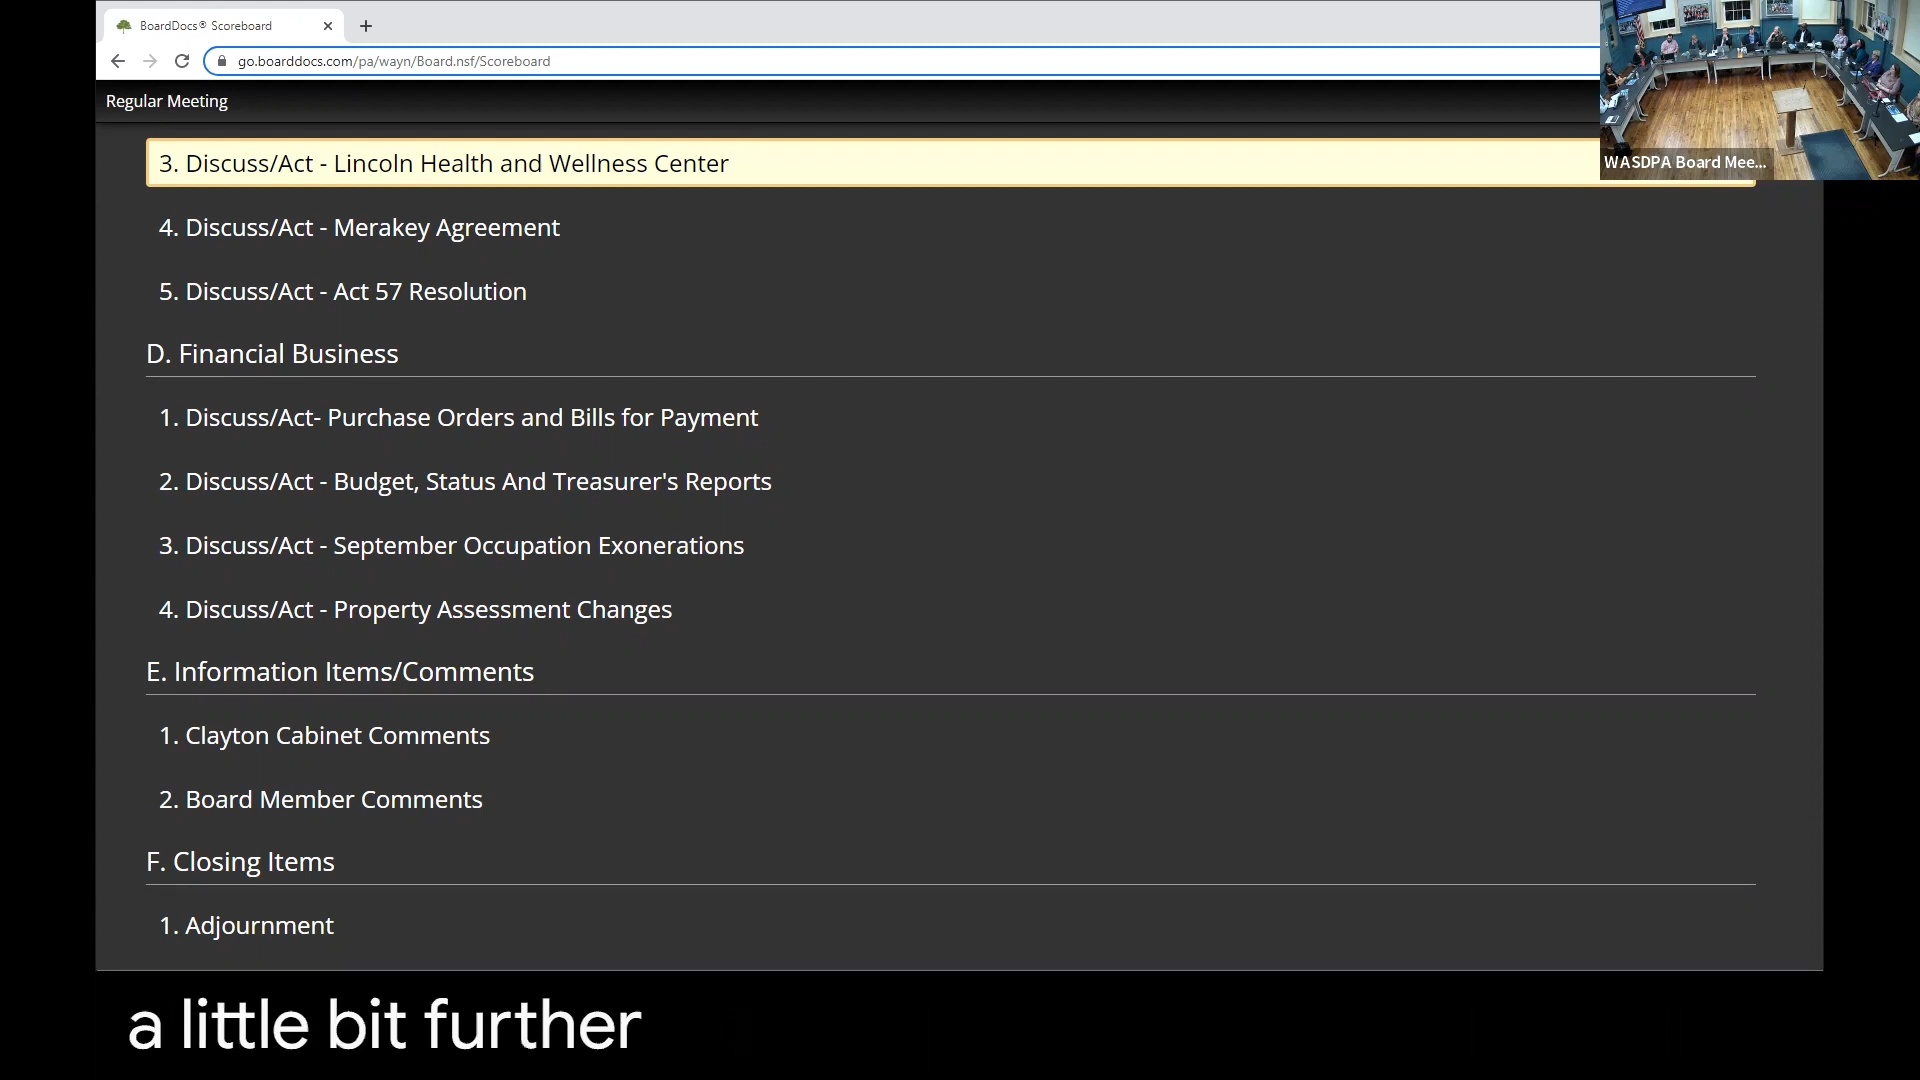 BoardDocs® Scoreboard
go.boarddocs.com/pa/wayn/Board.nsf/Scoreboard
Regular Meeting
3. Discuss/Act - Lincoln Health and Wellness Center
WASDPA Board Mee...
4. Discuss/Act - Merakey Agreement
5. Discuss/Act - Act 57 Resolution
D. Financial Business
1. Discuss/Act- Purchase Orders and Bills for Payment
2. Discuss/Act - Budget, Status And Treasurer's Reports
3. Discuss/Act - September Occupation Exonerations
4. Discuss/Act - Property Assessment Changes
E. Information Items/Comments
1. Clayton Cabinet Comments
2. Board Member Comments
F. Closing Items
1. Adjournment
a little bit further